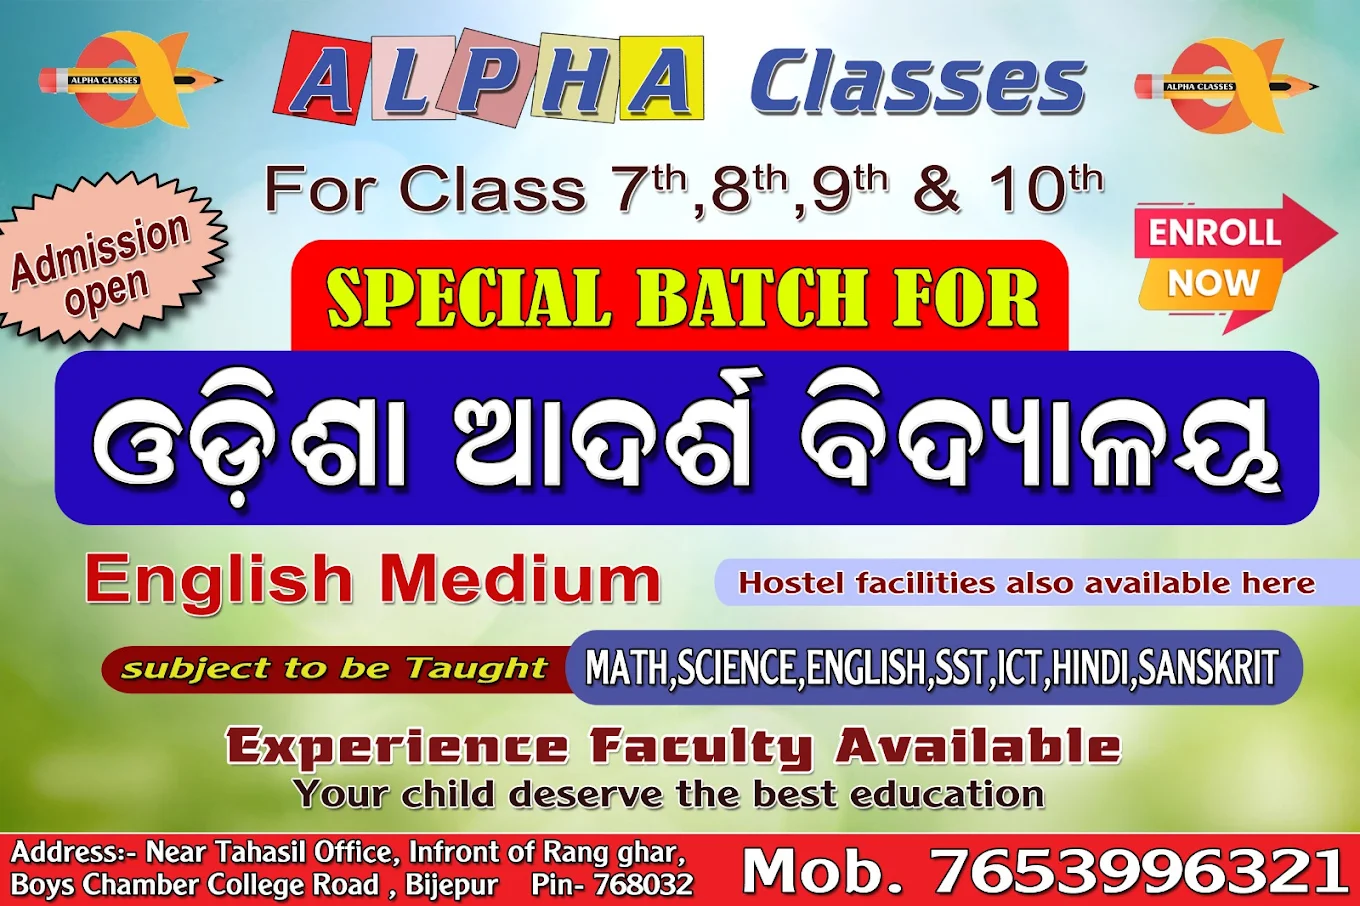 ALPHA CLASSES
ALPHA Classes
ALPHA CLASSES
For Class 7th,8th,9th & 10th
Admission
open
ENROLL
NOW
SPECIAL BATCH FOR
ଓଡ଼ିଶା ଆଦର୍ଶ ବିଦ୍ୟାଳୟ
English Medium
Hostel facilities also available here
subject to be Taught
MATH,SCIENCE,ENGLISH,SST,ICT,HINDI,SANSKRIT
Experience Faculty Available
Your child deserve the best education
Address:- Near Tahasil Office, Infront of Rang ghar,
Boys Chamber College Road , Bijepur Pin- 768032
Mob. 7653996321